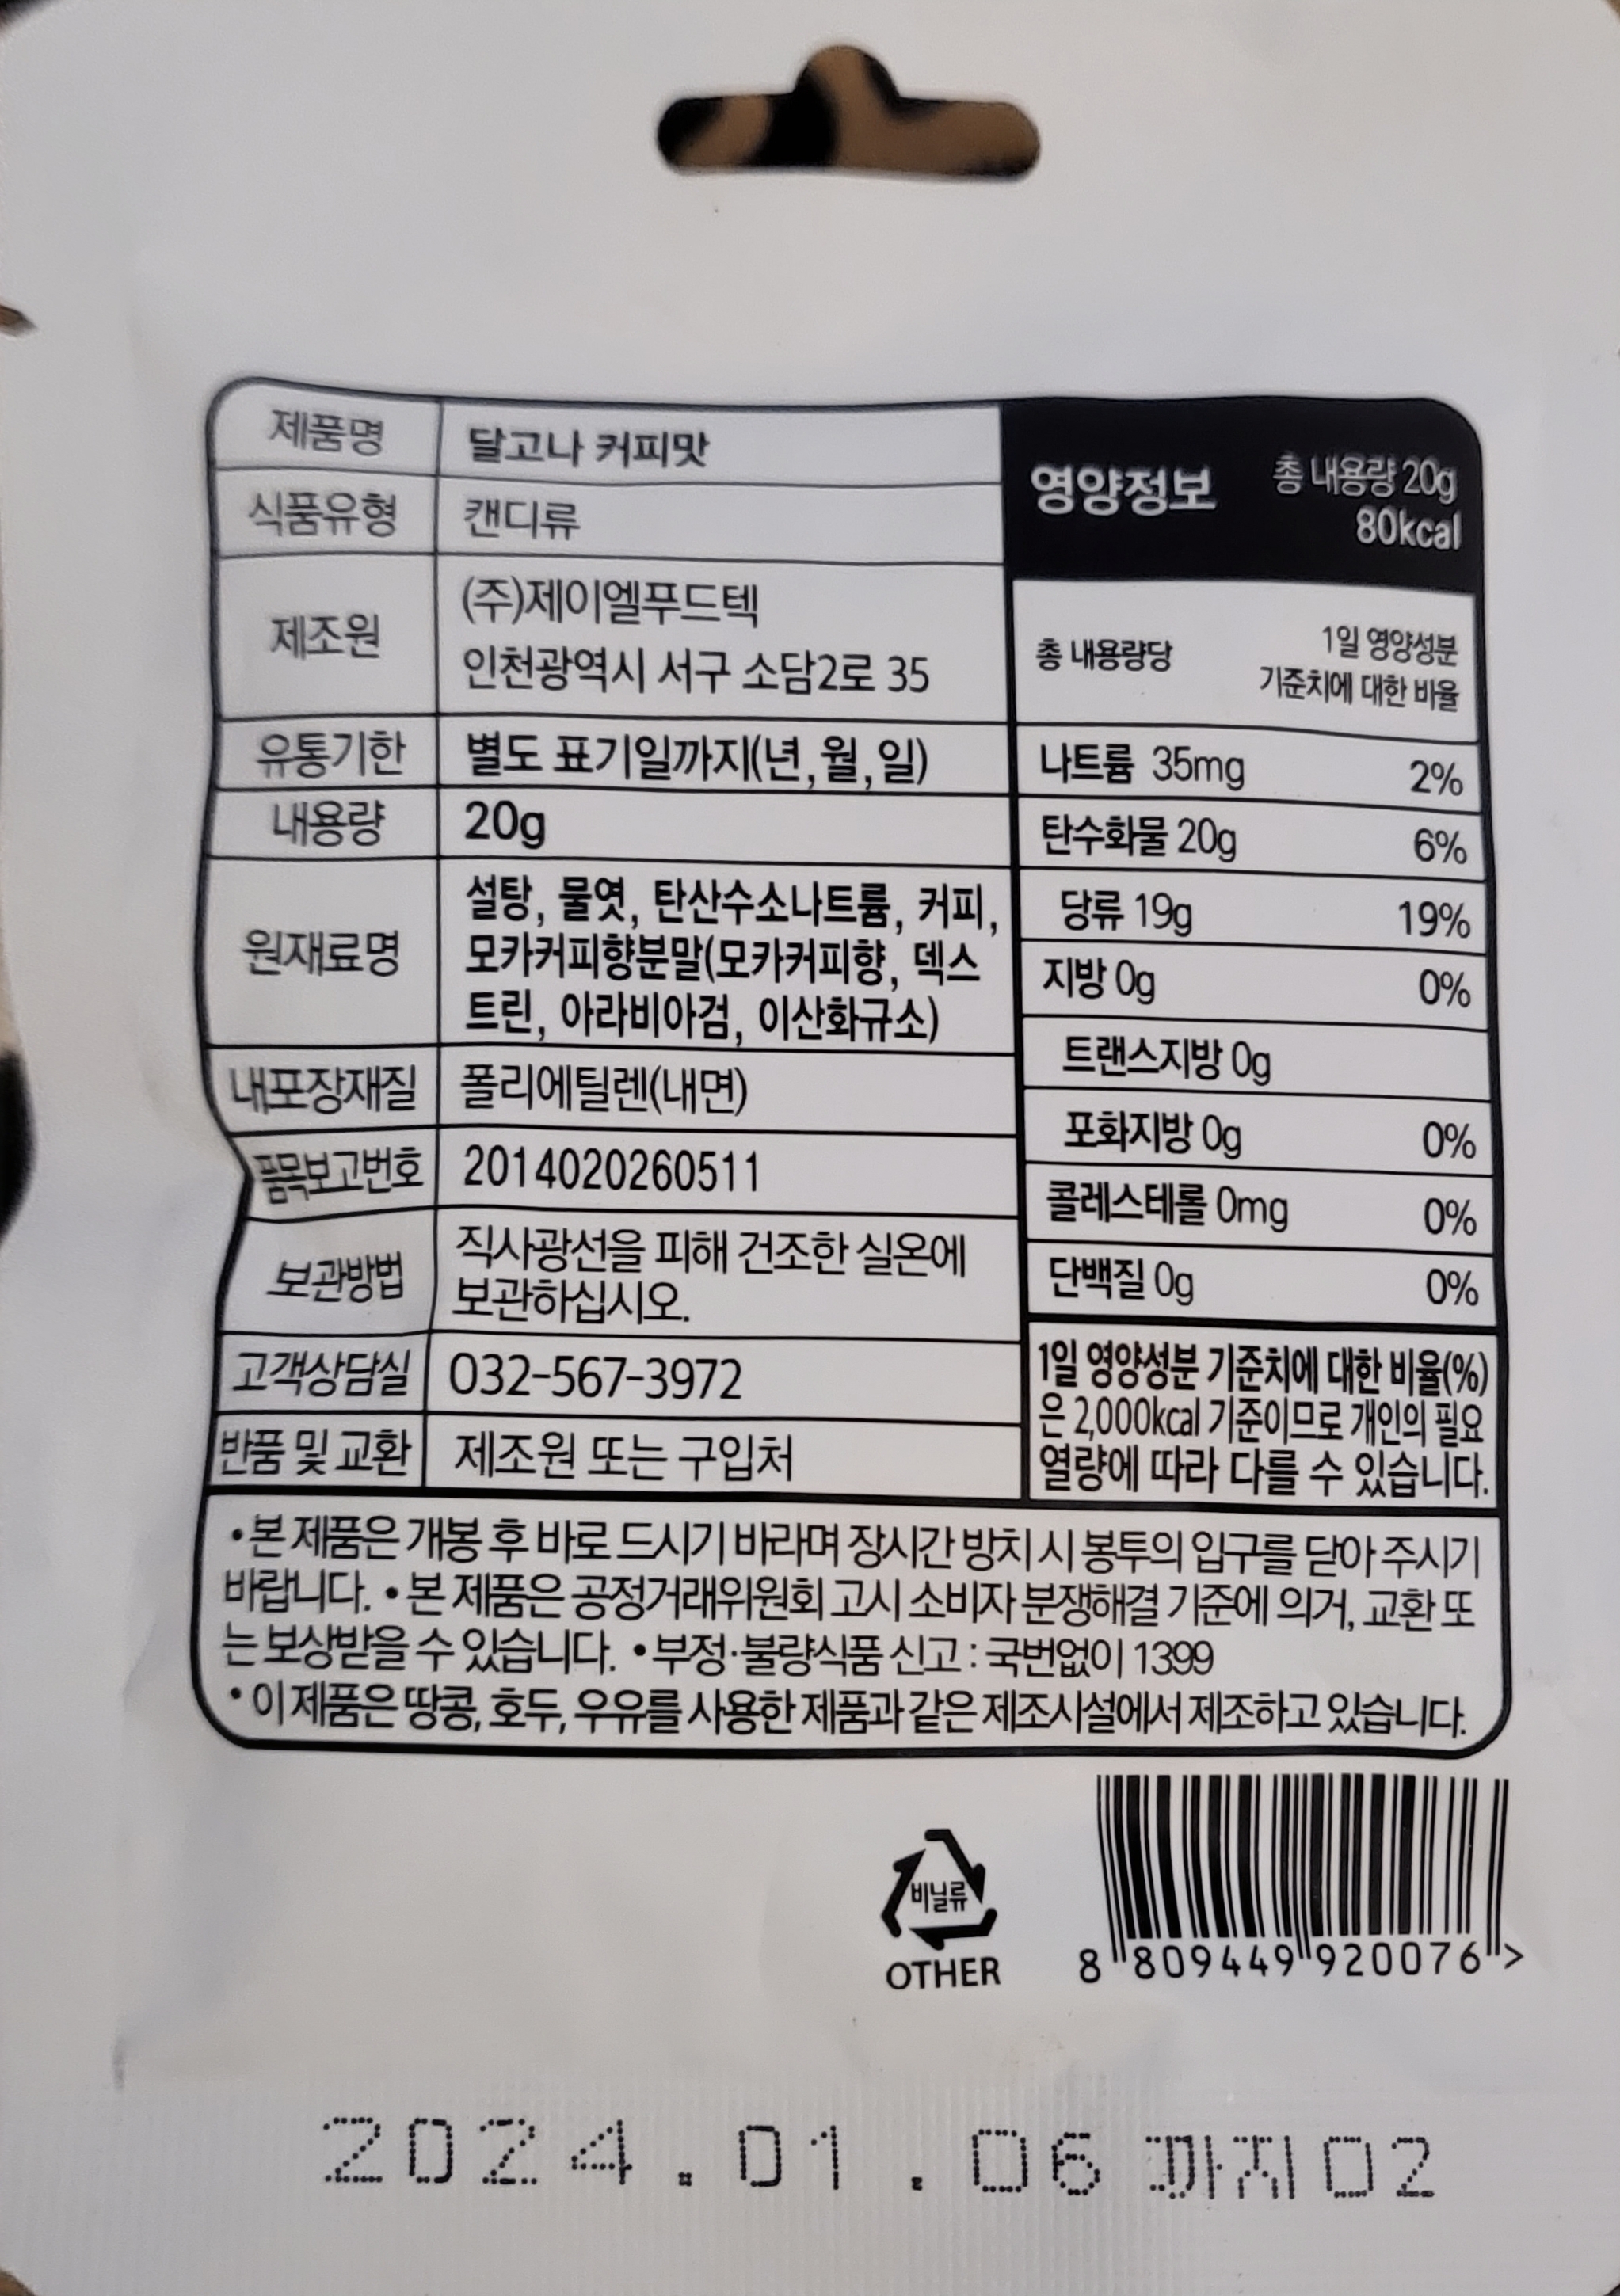 제품명 달고나 커피맛
식품유형 캔디류
제조원 (주)제이엘푸드텍
인천광역시 서구 소담2로 35
유통기한 별도 표기일까지(년,월,일)
내용량 20g
원재료명 설탕, 물엿, 탄산수소나트륨, 커피,
모카커피향분말(모카커피향, 덱스
트린, 아라비아검, 이산화규소)
내포장재질 폴리에틸렌(내면)
품목보고번호 2014020260511
보관방법 직사광선을 피해 건조한 실온에
보관하십시오.
고객상담실 032-567-3972
반품 및 교환 제조원 또는 구입처
영양정보 총 내용량 20g
80kcal
총 내용량당 1일 영양성분
기준치에 대한 비율
나트륨 35mg 2%
탄수화물 20g 6%
당류 19g 19%
지방 0g 0%
트랜스지방 0g
포화지방 0g 0%
콜레스테롤 0mg 0%
단백질 0g 0%
1일 영양성분 기준치에 대한 비율(%)
은 2,000kcal 기준이므로 개인의 필요
열량에 따라 다를 수 있습니다.
•본 제품은 개봉 후 바로 드시기 바라며 장시간 방치 시 봉투의 입구를 닫아 주시기
바랍니다. •본 제품은 공정거래위원회 고시 소비자 분쟁해결 기준에 의거, 교환 또
는 보상받을 수 있습니다. •부정·불량식품 신고 : 국번없이 1399
•이 제품은 땅콩, 호두, 우유를 사용한 제품과 같은 제조시설에서 제조하고 있습니다.
비닐류
OTHER
8 809449 920076 >
2024.01.06 까지02